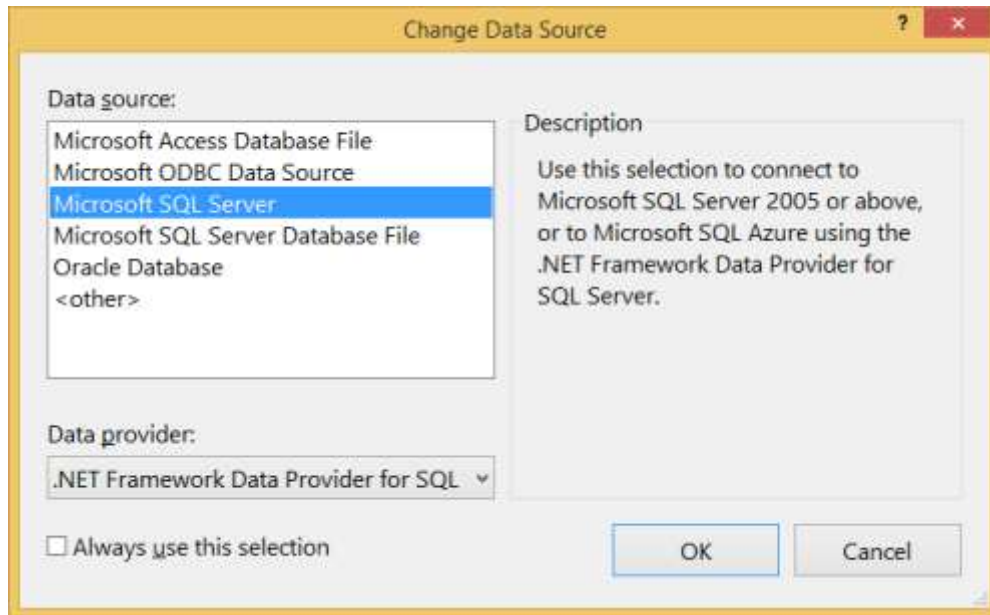 Change Data Source
?
Data source:
Microsoft Access Database File
Microsoft ODBC Data Source
Microsoft SQL Server
Microsoft SQL Server Database File
Oracle Database
<other>
Description
Use this selection to connect to
Microsoft SQL Server 2005 or above,
or to Microsoft SQL Azure using the
.NET Framework Data Provider for
SQL Server.
Data provider:
.NET Framework Data Provider for SQL
Always use this selection
OK
Cancel